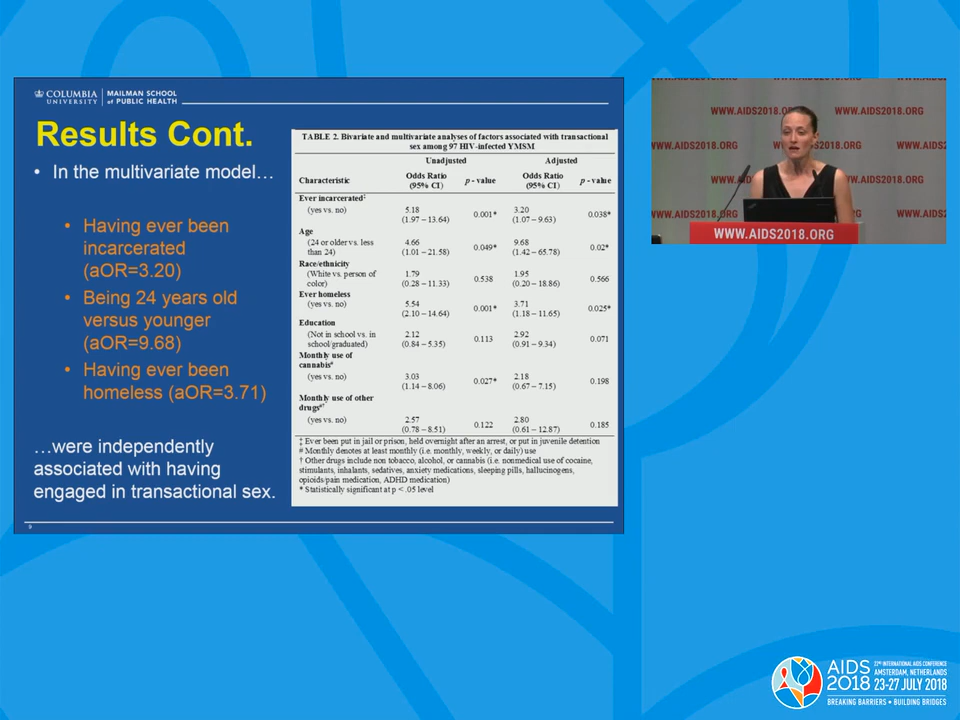 COLUMBIA UNIVERSITY | MAILMAN SCHOOL of PUBLIC HEALTH
Results Cont.
• In the multivariate model…
• Having ever been
incarcerated
(aOR=3.20)
• Being 24 years old
versus younger
(aOR=9.68)
• Having ever been
homeless (aOR=3.71)
…were independently
associated with having
engaged in transactional sex.
9
TABLE 2. Bivariate and multivariate analyses of factors associated with transactional
sex among 97 HIV-infected YMSM
Unadjusted Adjusted
Characteristic Odds Ratio (95% CI) p - value Odds Ratio (95% CI) p - value
Ever incarcerated‡
(yes vs. no) 5.18 (1.97 – 13.64) 0.001* 3.20 (1.07 – 9.63) 0.038*
Age
(24 or older vs. less than 24) 4.66 (1.01 – 21.58) 0.049* 9.68 (1.42 – 65.78) 0.02*
Race/ethnicity
(White vs. person of color) 1.79 (0.28 – 11.33) 0.538 1.95 (0.20 – 18.86) 0.566
Ever homeless
(yes vs. no) 5.54 (2.10 – 14.64) 0.001* 3.71 (1.18 – 11.65) 0.025*
Education
(Not in school vs. in school/graduated) 2.12 (0.84 – 5.35) 0.113 2.92 (0.91 – 9.34) 0.071
Monthly use of
cannabis#
(yes vs. no) 3.03 (1.14 – 8.06) 0.027* 2.18 (0.67 – 7.15) 0.198
Monthly use of other
drugs#†
(yes vs. no) 2.57 (0.78 – 8.51) 0.122 2.80 (0.61 – 12.87) 0.185
‡ Ever been put in jail or prison, held overnight after an arrest, or put in juvenile detention
# Monthly denotes at least monthly (i.e. monthly, weekly, or daily) use
† Other drugs include non tobacco, alcohol, or cannabis (i.e. nonmedical use of cocaine,
stimulants, inhalants, sedatives, anxiety medications, sleeping pills, hallucinogens,
opioids/pain medication, ADHD medication)
* Statistically significant at p < .05 level
WWW.AIDS2018.ORG WWW.AIDS2018.ORG
WWW.AIDS2018.ORG
WWW.AIDS2018.ORG
AIDS 2018
22ND INTERNATIONAL AIDS CONFERENCE
AMSTERDAM, NETHERLANDS
23-27 JULY 2018
BREAKING BARRIERS • BUILDING BRIDGES